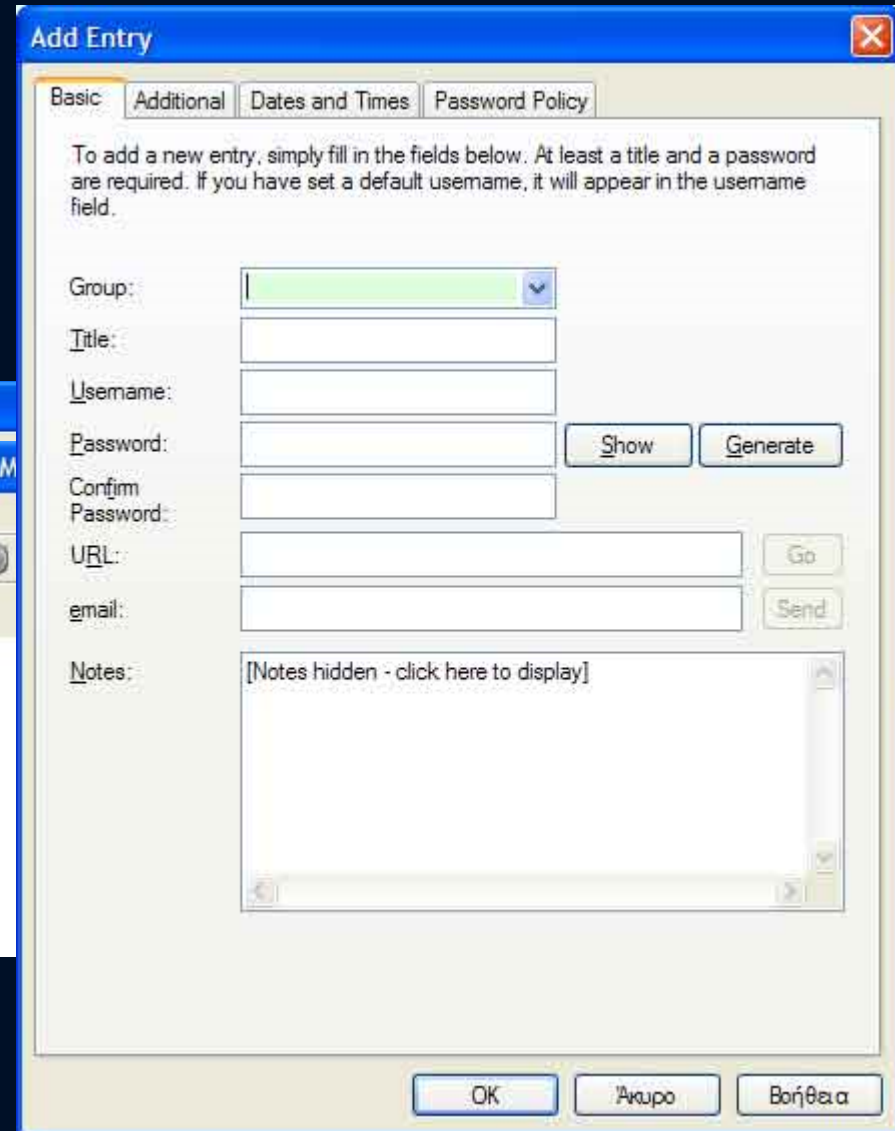 Add Entry
Basic Additional Dates and Times Password Policy
To add a new entry, simply fill in the fields below. At least a title and a password
are required. If you have set a default username, it will appear in the username
field.
Group:
Title:
Username:
Password: Show Generate
Confirm
Password:
URL: Go
email: Send
Notes: [Notes hidden - click here to display]
M
OK Άκυρο Βοήθεια